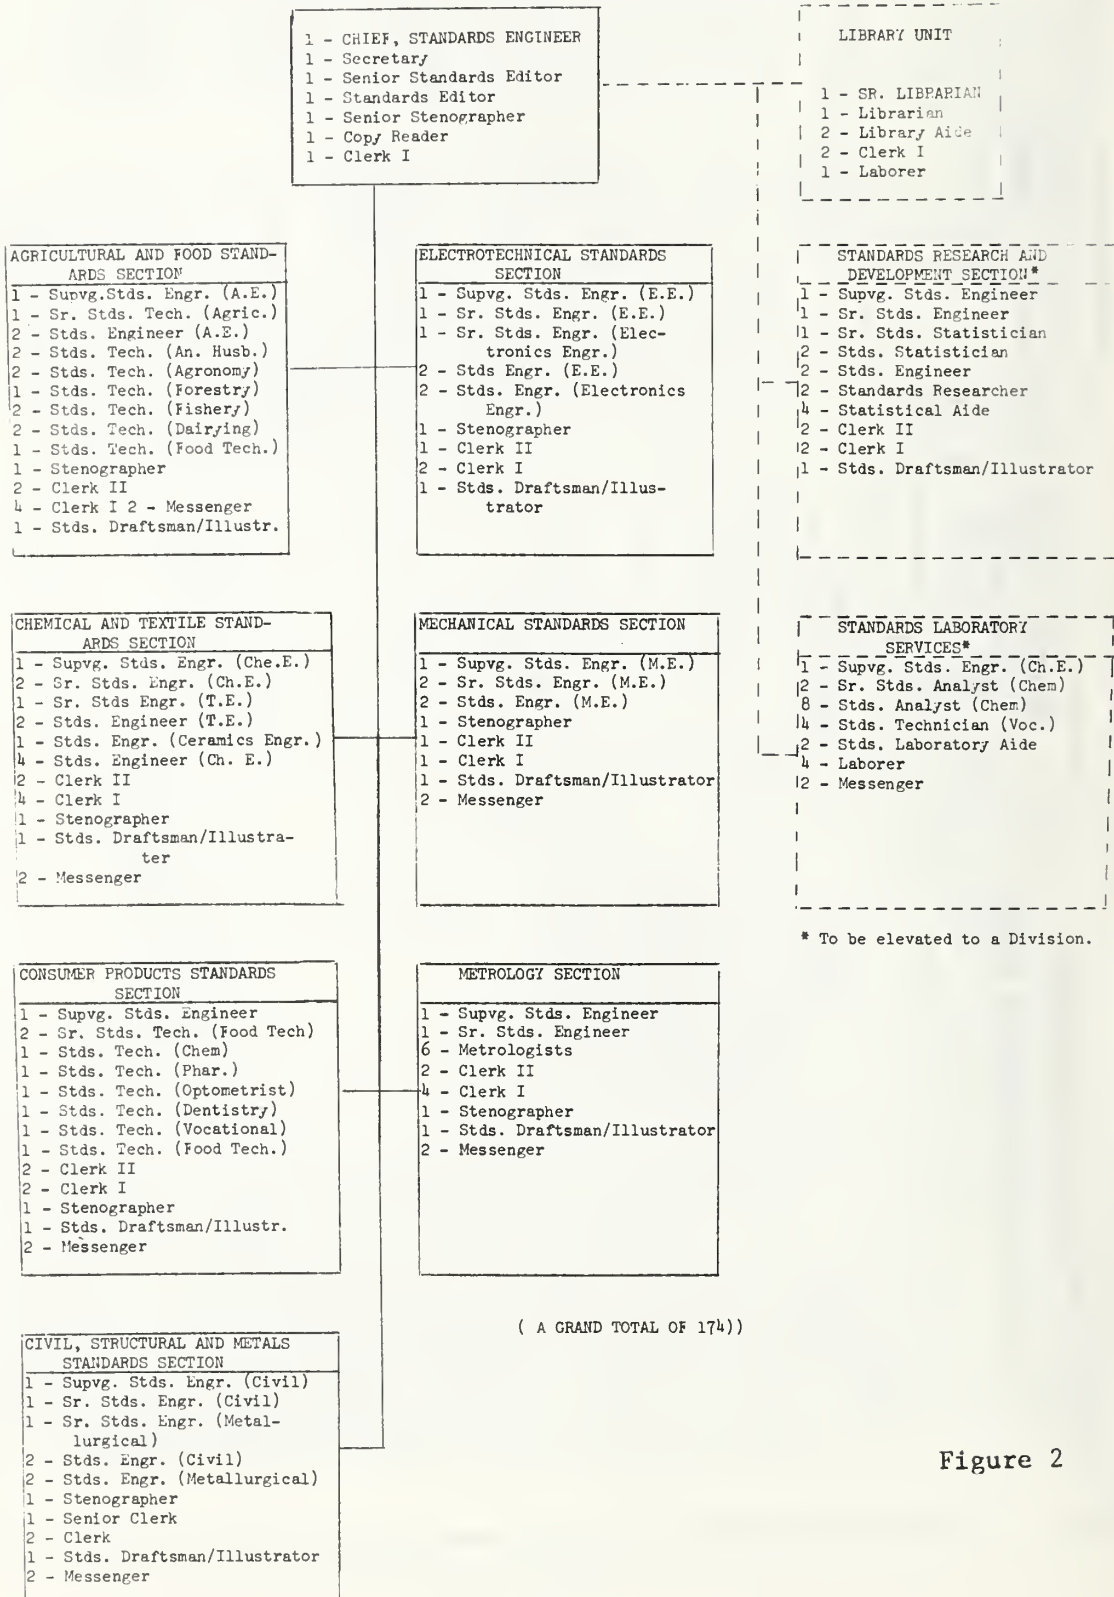 1 - CHIEF, STANDARDS ENGINEER
1 - Secretary
1 - Senior Standards Editor
1 - Standards Editor
1 - Senior Stenographer
1 - Copy Reader
1 - Clerk I
LIBRARY UNIT
1 - SR. LIBRARIAN
1 - Librarian
2 - Library Aide
2 - Clerk I
1 - Laborer
AGRICULTURAL AND FOOD STAND-
ARDS SECTION
1 - Supvg.Stds. Engr. (A.E.)
1 - Sr. Stds. Tech. (Agric.)
2 - Stds. Engineer (A.E.)
2 - Stds. Tech. (An. Husb.)
2 - Stds. Tech. (Agronomy)
1 - Stds. Tech. (Forestry)
2 - Stds. Tech. (Fishery)
2 - Stds. Tech. (Dairying)
1 - Stds. Tech. (Food Tech.)
1 - Stenographer
2 - Clerk II
4 - Clerk I 2 - Messenger
1 - Stds. Draftsman/Illustr.
ELECTROTECHNICAL STANDARDS
SECTION
1 - Supvg. Stds. Engr. (E.E.)
1 - Sr. Stds. Engr. (E.E.)
1 - Sr. Stds. Engr. (Elec-
tronics Engr.)
2 - Stds Engr. (E.E.)
2 - Stds. Engr. (Electronics
Engr.)
1 - Stenographer
1 - Clerk II
2 - Clerk I
1 - Stds. Draftsman/Illus-
trator
STANDARDS RESEARCH AND
DEVELOPMENT SECTION*
1 - Supvg. Stds. Engineer
1 - Sr. Stds. Engineer
1 - Sr. Stds. Statistician
2 - Stds. Statistician
2 - Stds. Engineer
2 - Standards Researcher
4 - Statistical Aide
2 - Clerk II
2 - Clerk I
1 - Stds. Draftsman/Illustrator
CHEMICAL AND TEXTILE STAND-
ARDS SECTION
1 - Supvg. Stds. Engr. (Che.E.)
2 - Sr. Stds. Engr. (Ch.E.)
1 - Sr. Stds Engr. (T.E.)
2 - Stds. Engineer (T.E.)
1 - Stds. Engr. (Ceramics Engr.)
4 - Stds. Engineer (Ch. E.)
2 - Clerk II
4 - Clerk I
1 - Stenographer
1 - Stds. Draftsman/Illustra-
ter
2 - Messenger
MECHANICAL STANDARDS SECTION
1 - Supvg. Stds. Engr. (M.E.)
2 - Sr. Stds. Engr. (M.E.)
2 - Stds. Engr. (M.E.)
1 - Stenographer
1 - Clerk II
1 - Clerk I
1 - Stds. Draftsman/Illustrator
2 - Messenger
STANDARDS LABORATORY
SERVICES*
1 - Supvg. Stds. Engr. (Ch.E.)
2 - Sr. Stds. Analyst (Chem)
8 - Stds. Analyst (Chem)
4 - Stds. Technician (Voc.)
2 - Stds. Laboratory Aide
4 - Laborer
2 - Messenger
* To be elevated to a Division.
CONSUMER PRODUCTS STANDARDS
SECTION
1 - Supvg. Stds. Engineer
2 - Sr. Stds. Tech. (Food Tech)
1 - Stds. Tech. (Chem)
1 - Stds. Tech. (Phar.)
1 - Stds. Tech. (Optometrist)
1 - Stds. Tech. (Dentistry)
1 - Stds. Tech. (Vocational)
1 - Stds. Tech. (Food Tech.)
2 - Clerk II
2 - Clerk I
1 - Stenographer
1 - Stds. Draftsman/Illustr.
2 - Messenger
METROLOGY SECTION
1 - Supvg. Stds. Engineer
1 - Sr. Stds. Engineer
6 - Metrologists
2 - Clerk II
4 - Clerk I
1 - Stenographer
1 - Stds. Draftsman/Illustrator
2 - Messenger
( A GRAND TOTAL OF 174))
CIVIL, STRUCTURAL AND METALS
STANDARDS SECTION
1 - Supvg. Stds. Engr. (Civil)
1 - Sr. Stds. Engr. (Civil)
1 - Sr. Stds. Engr. (Metal-
lurgical)
2 - Stds. Engr. (Civil)
2 - Stds. Engr. (Metallurgical)
1 - Stenographer
1 - Senior Clerk
2 - Clerk
1 - Stds. Draftsman/Illustrator
2 - Messenger
Figure 2